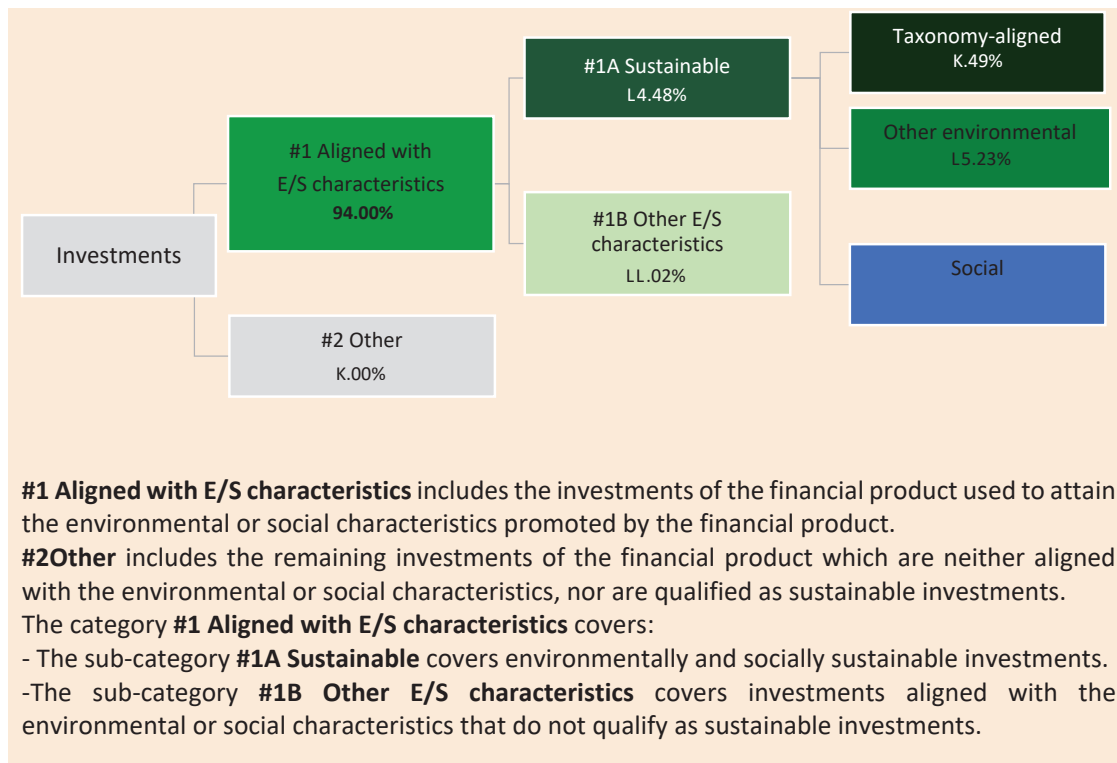 Investments
#1 Aligned with
E/S characteristics
94.00%
#2 Other
K.00%
#1A Sustainable
L4.48%
#1B Other E/S
characteristics
LL.02%
Taxonomy-aligned
K.49%
Other environmental
L5.23%
Social
#1 Aligned with E/S characteristics includes the investments of the financial product used to attain
the environmental or social characteristics promoted by the financial product.
#2Other includes the remaining investments of the financial product which are neither aligned
with the environmental or social characteristics, nor are qualified as sustainable investments.
The category #1 Aligned with E/S characteristics covers:
- The sub-category #1A Sustainable covers environmentally and socially sustainable investments.
-The sub-category #1B Other E/S characteristics covers investments aligned with the
environmental or social characteristics that do not qualify as sustainable investments.